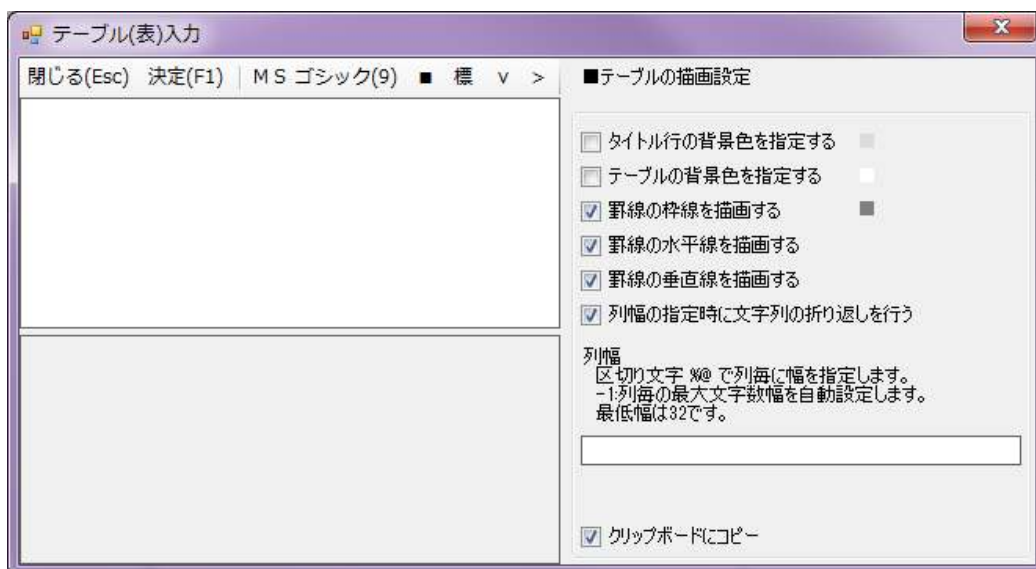 テーブル(表)入力
閉じる(Esc) 決定(F1) ＭＳ ゴシック(9) ■ 標 ∨ ＞
■テーブルの描画設定
タイトル行の背景色を指定する
テーブルの背景色を指定する
罫線の枠線を描画する
罫線の水平線を描画する
罫線の垂直線を描画する
列幅の指定時に文字列の折り返しを行う
列幅
区切り文字 %@ で列毎に幅を指定します。
-1:列毎の最大文字数幅を自動設定します。
最低幅は32です。
クリップボードにコピー